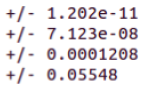 +/- 1.202e-11
+/- 7.123e-08
+/- 0.0001208
+/- 0.05548